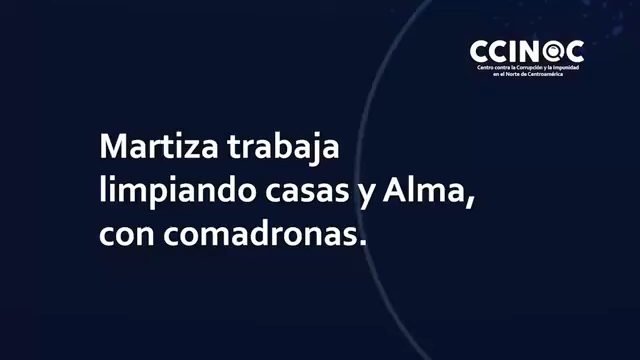 CCINOC
Centro contra la Corrupción y la Impunidad
en el Norte de Centroamérica
Martiza trabaja
limpiando casas y Alma,
con comadronas.